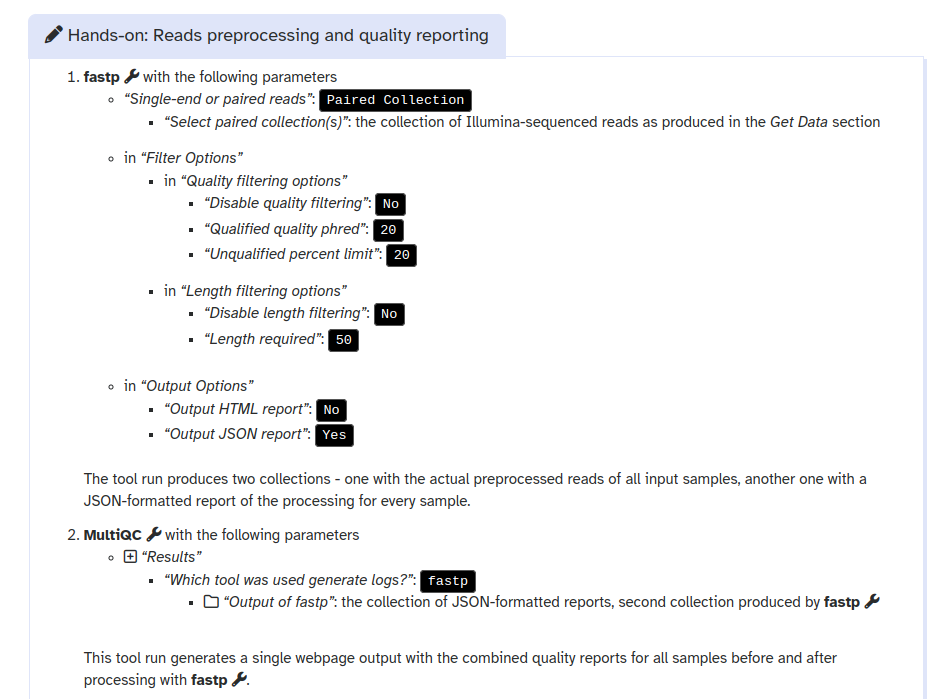 Hands-on: Reads preprocessing and quality reporting
1. fastp with the following parameters
“Single-end or paired reads”: Paired Collection
“Select paired collection(s)”: the collection of Illumina-sequenced reads as produced in the Get Data section
in “Filter Options”
in “Quality filtering options”
“Disable quality filtering”: No
“Qualified quality phred”: 20
“Unqualified percent limit”: 20
in “Length filtering options”
“Disable length filtering”: No
“Length required”: 50
in “Output Options”
“Output HTML report”: No
“Output JSON report”: Yes
The tool run produces two collections - one with the actual preprocessed reads of all input samples, another one with a
JSON-formatted report of the processing for every sample.
2. MultiQC with the following parameters
“Results”
“Which tool was used generate logs?”: fastp
“Output of fastp”: the collection of JSON-formatted reports, second collection produced by fastp
This tool run generates a single webpage output with the combined quality reports for all samples before and after
processing with fastp .